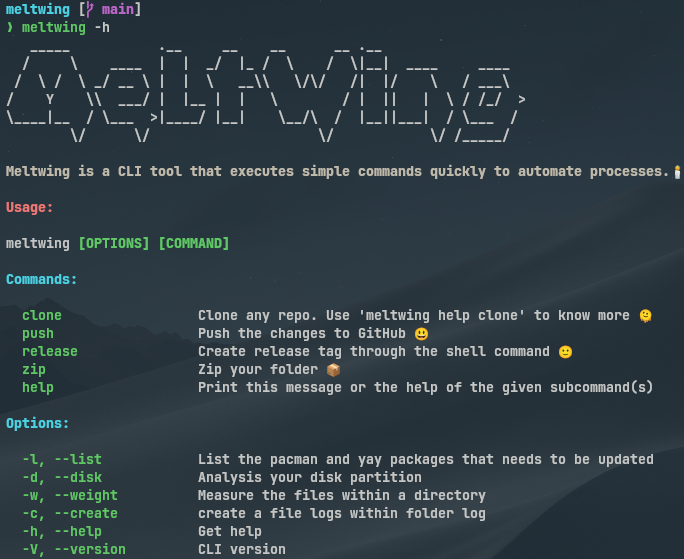 meltwing [ main]
❯ meltwing -h
MeltWing
Meltwing is a CLI tool that executes simple commands quickly to automate processes.🕯️
Usage:
meltwing [OPTIONS] [COMMAND]
Commands:
clone Clone any repo. Use 'meltwing help clone' to know more 🫠
push Push the changes to GitHub 😃
release Create release tag through the shell command 🙂
zip Zip your folder 📦
help Print this message or the help of the given subcommand(s)
Options:
-l, --list List the pacman and yay packages that needs to be updated
-d, --disk Analysis your disk partition
-w, --weight Measure the files within a directory
-c, --create create a file logs within folder log
-h, --help Get help
-V, --version CLI version